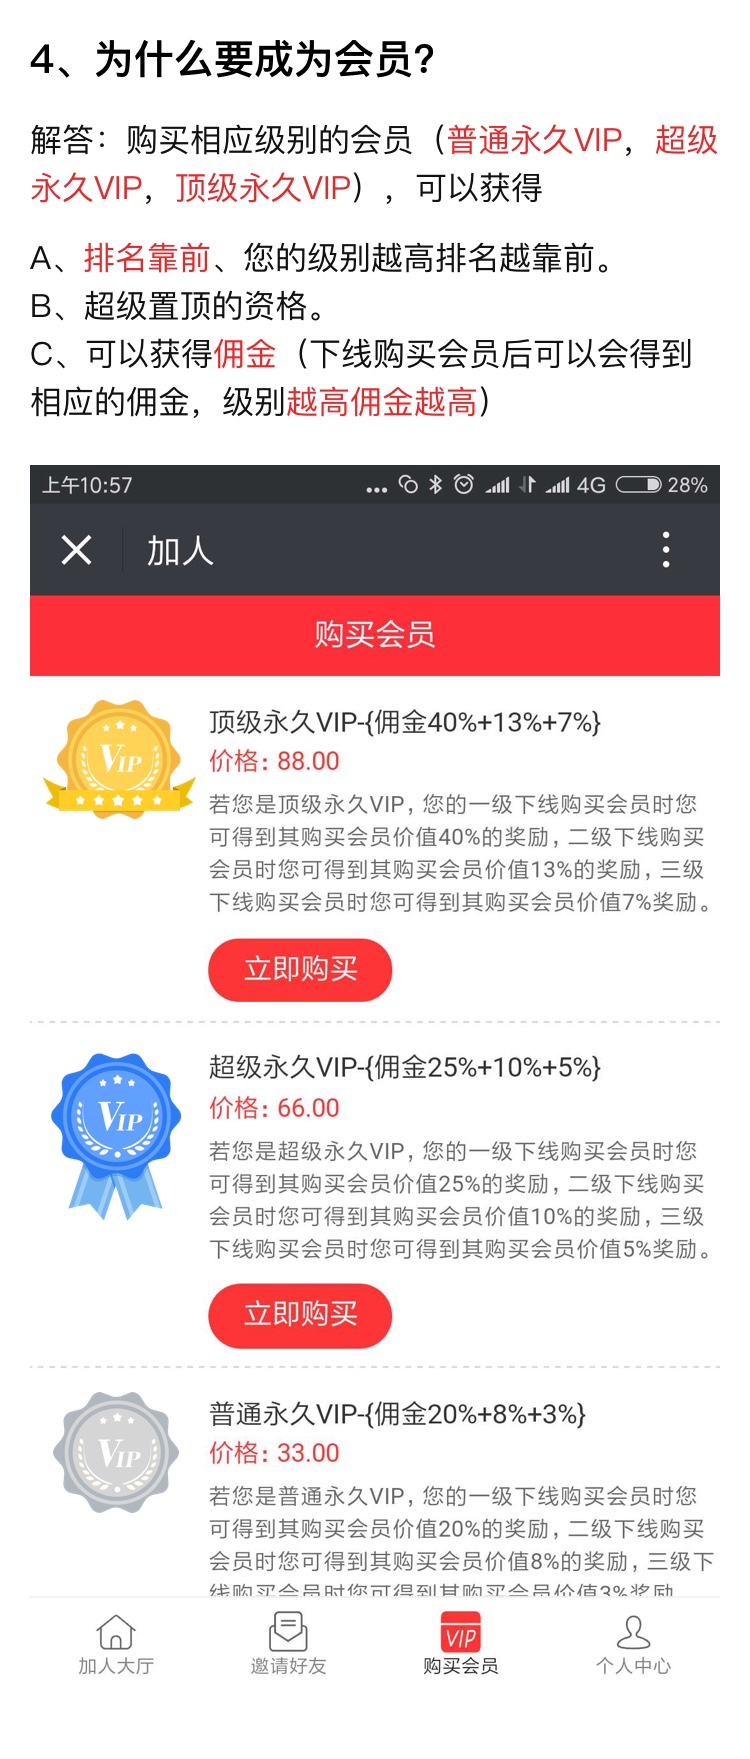 4、为什么要成为会员?
解答：购买相应级别的会员（普通永久VIP，超级
永久VIP，顶级永久VIP），可以获得
A、排名靠前、您的级别越高排名越靠前。
B、超级置顶的资格。
C、可以获得佣金（下线购买会员后可以会得到
相应的佣金，级别越高佣金越高）
上午10:57
4G
28%
加人
购买会员
VIP
顶级永久VIP-{佣金40%+13%+7%}
价格: 88.00
若您是顶级永久VIP, 您的一级下线购买会员时您
可得到其购买会员价值40%的奖励, 二级下线购买
会员时您可得到其购买会员价值13%的奖励, 三级
下线购买会员时您可得到其购买会员价值7%奖励。
立即购买
VIP
超级永久VIP-{佣金25%+10%+5%}
价格: 66.00
若您是超级永久VIP, 您的一级下线购买会员时您
可得到其购买会员价值25%的奖励, 二级下线购买
会员时您可得到其购买会员价值10%的奖励, 三级
下线购买会员时您可得到其购买会员价值5%奖励。
立即购买
VIP
普通永久VIP-{佣金20%+8%+3%}
价格: 33.00
若您是普通永久VIP, 您的一级下线购买会员时您
可得到其购买会员价值20%的奖励, 二级下线购买
会员时您可得到其购买会员价值8%的奖励, 三级下
线购买会员时您可得到其购买会员价值3%奖励
VIP
加人大厅
邀请好友
购买会员
个人中心